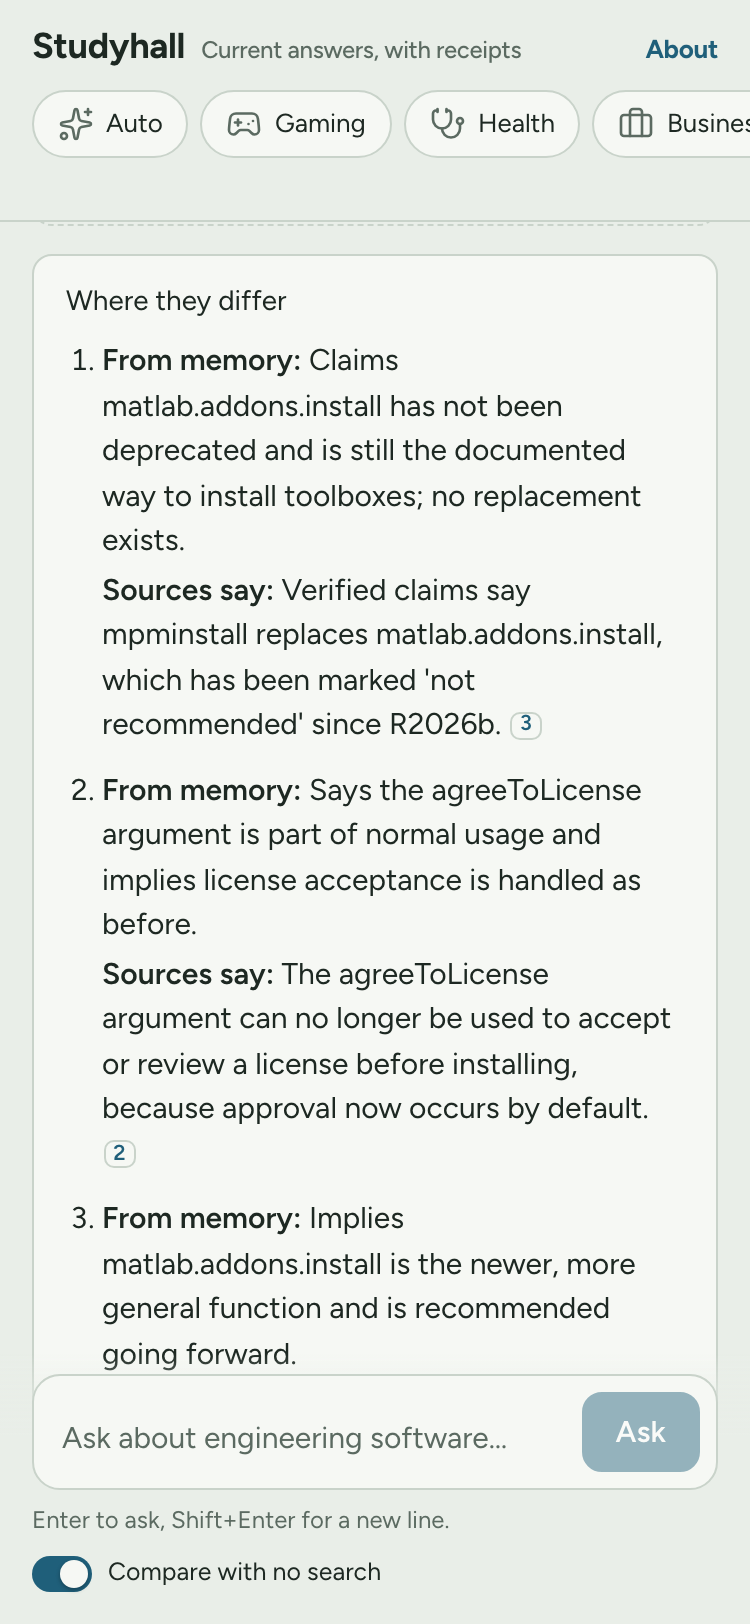 Studyhall Current answers, with receipts About
Auto Gaming Health Busines
Where they differ
1. From memory: Claims
matlab.addons.install has not been
deprecated and is still the documented
way to install toolboxes; no replacement
exists.
Sources say: Verified claims say
mpminstall replaces matlab.addons.install,
which has been marked 'not
recommended' since R2026b. 3
2. From memory: Says the agreeToLicense
argument is part of normal usage and
implies license acceptance is handled as
before.
Sources say: The agreeToLicense
argument can no longer be used to accept
or review a license before installing,
because approval now occurs by default.
2
3. From memory: Implies
matlab.addons.install is the newer, more
general function and is recommended
going forward.
Ask about engineering software... Ask
Enter to ask, Shift+Enter for a new line.
Compare with no search